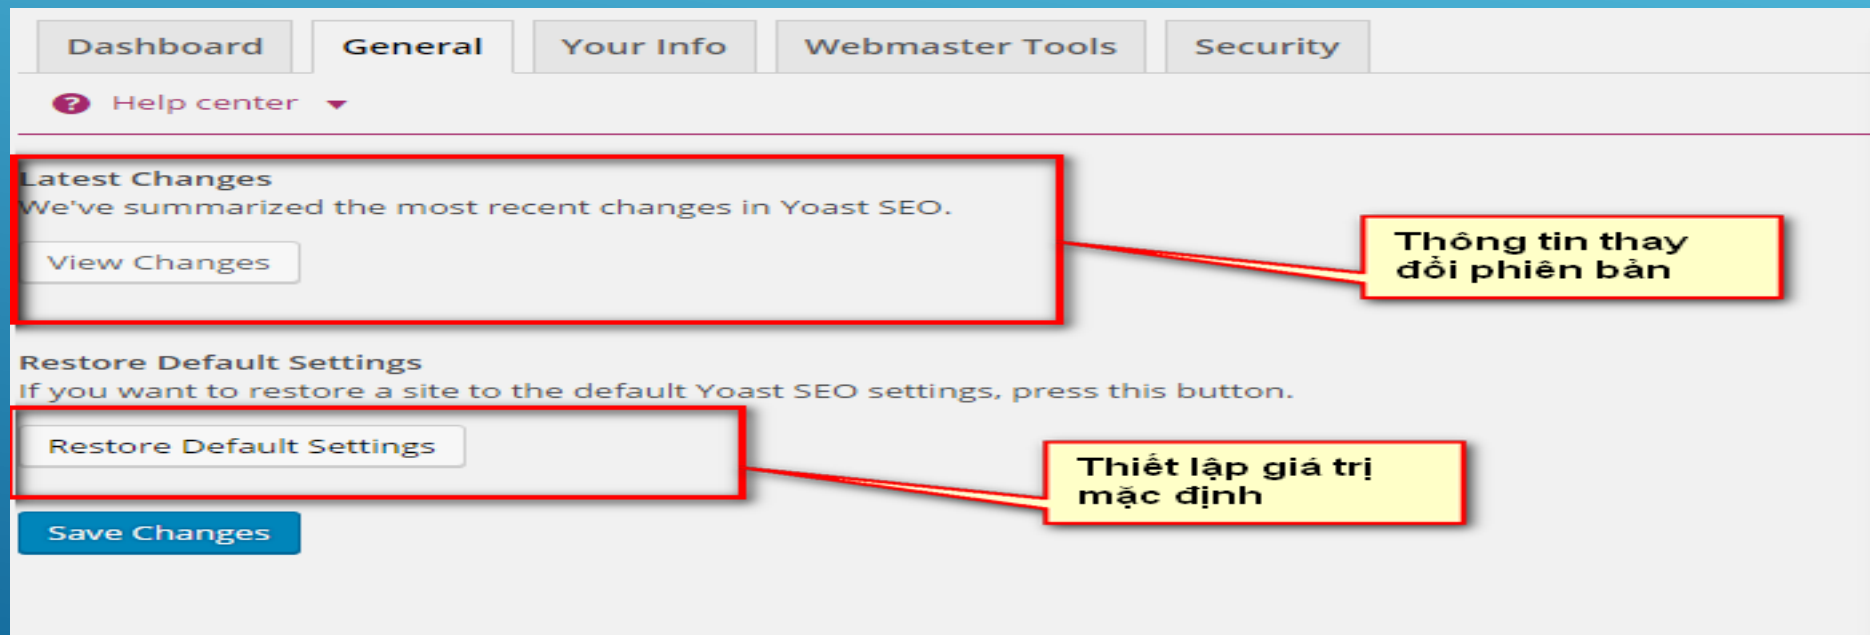 Dashboard General Your Info Webmaster Tools Security
? Help center
Latest Changes
We've summarized the most recent changes in Yoast SEO.
View Changes
Thông tin thay
đổi phiên bản
Restore Default Settings
If you want to restore a site to the default Yoast SEO settings, press this button.
Restore Default Settings
Thiết lập giá trị
mặc định
Save Changes